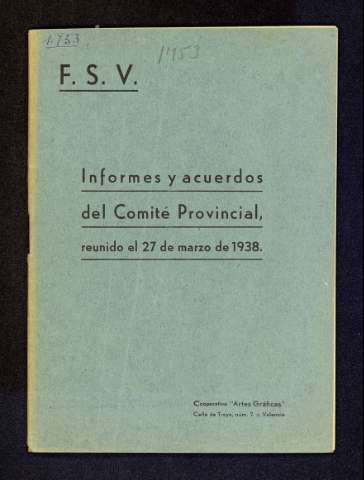 1753
1953
F. S. V.
Informes y acuerdos
del Comité Provincial,
reunido el 27 de marzo de 1938.
Cooperativa "Artes Gráficas"
Calle de Troya, núm. 7. - Valencia